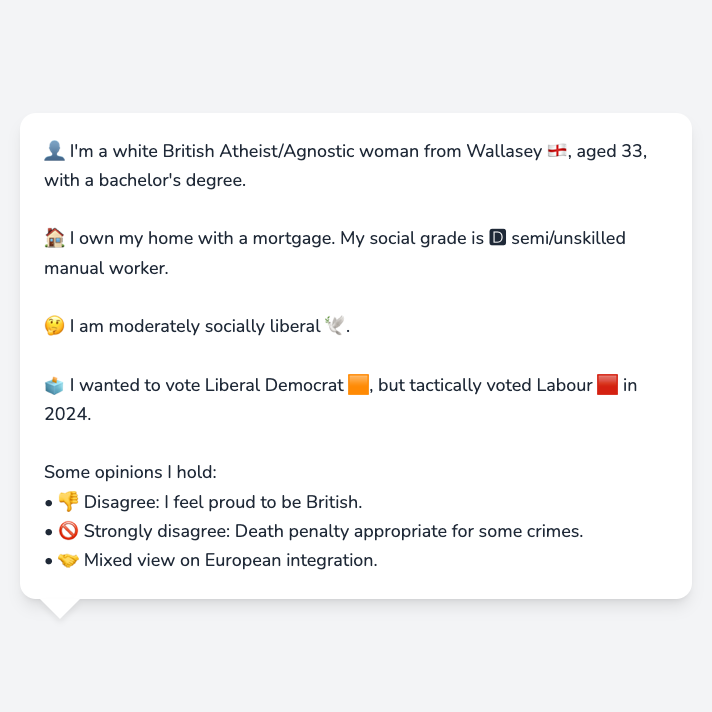 👤 I'm a white British Atheist/Agnostic woman from Wallasey 🏴󠁧󠁢󠁥󠁮󠁧󠁿, aged 33,
with a bachelor's degree.
🏠 I own my home with a mortgage. My social grade is 🅳 semi/unskilled
manual worker.
🤔 I am moderately socially liberal 🕊️.
🗳️ I wanted to vote Liberal Democrat 🟧, but tactically voted Labour 🟥 in
2024.
Some opinions I hold:
• 👎 Disagree: I feel proud to be British.
• 🚫 Strongly disagree: Death penalty appropriate for some crimes.
• 🤝 Mixed view on European integration.